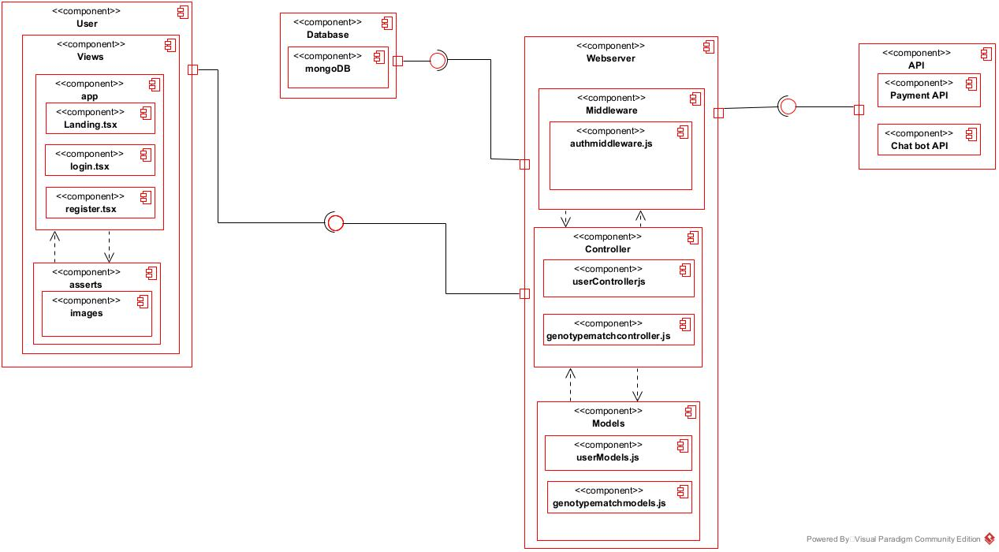 <<component>>
User
<<component>>
Views
<<component>>
app
<<component>>
Landing.tsx
<<component>>
login.tsx
<<component>>
register.tsx
<<component>>
asserts
<<component>>
images
<<component>>
Database
<<component>>
mongoDB
<<component>>
Webserver
<<component>>
Middleware
<<component>>
authmiddleware.js
<<component>>
Controller
<<component>>
userControllerjs
<<component>>
genotypematchcontroller.js
<<component>>
Models
<<component>>
userModels.js
<<component>>
genotypematchmodels.js
<<component>>
API
<<component>>
Payment API
<<component>>
Chat bot API
Powered By Visual Paradigm Community Edition